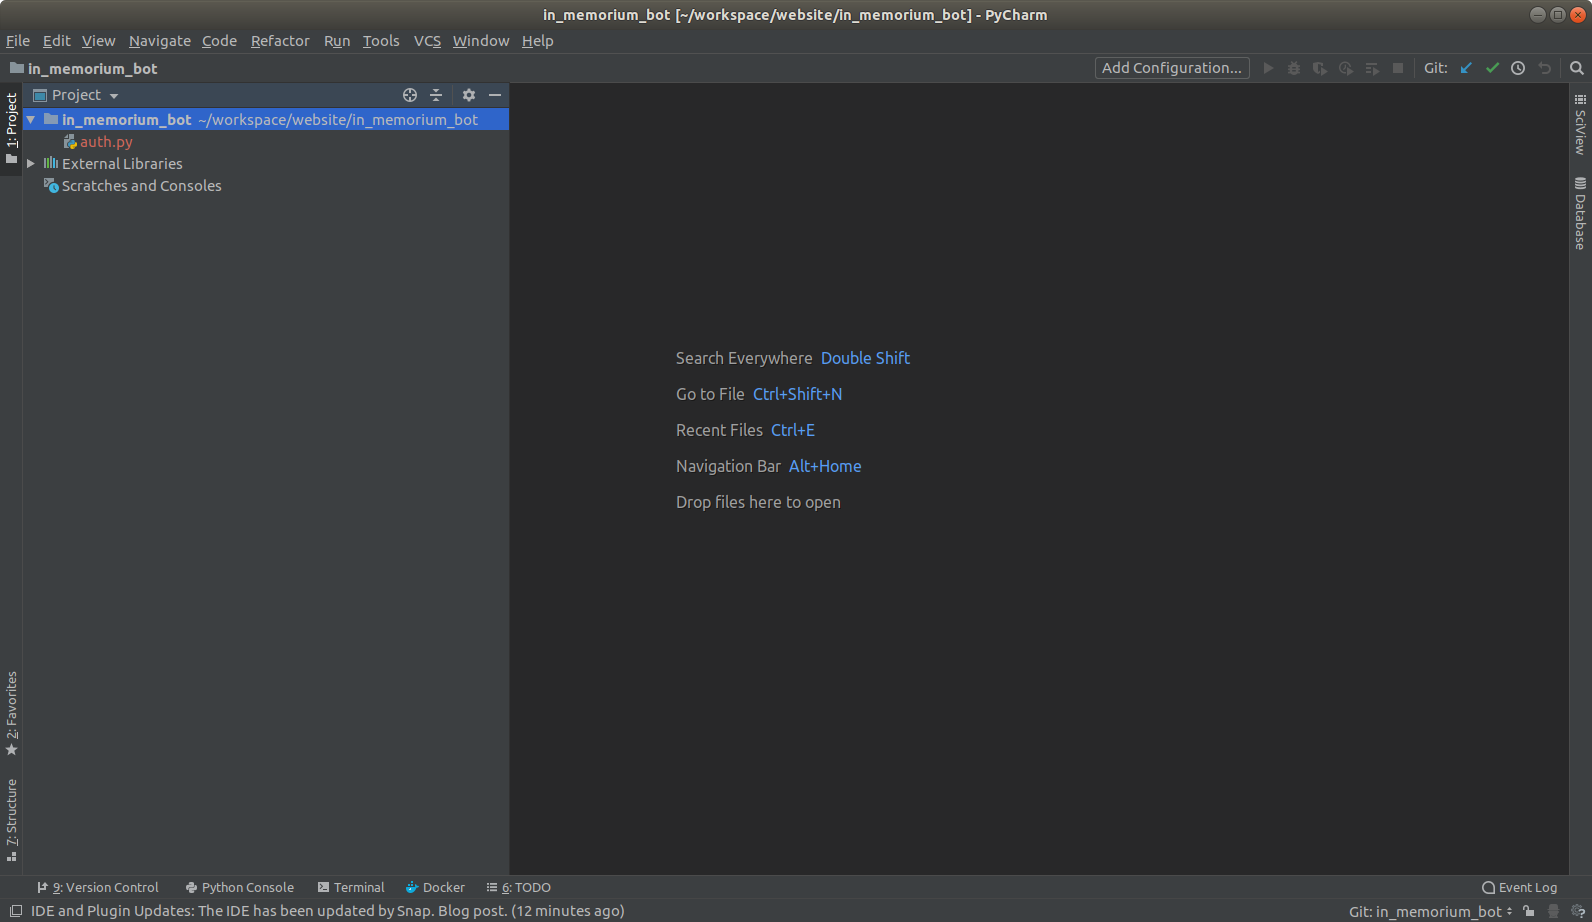 in_memorium_bot [~/workspace/website/in_memorium_bot] - PyCharm
File Edit View Navigate Code Refactor Run Tools VCS Window Help
in_memorium_bot
Add Configuration...
Git:
1: Project
Project
in_memorium_bot ~/workspace/website/in_memorium_bot
auth.py
External Libraries
Scratches and Consoles
Search Everywhere Double Shift
Go to File Ctrl+Shift+N
Recent Files Ctrl+E
Navigation Bar Alt+Home
Drop files here to open
SciView
Database
2: Favorites
7: Structure
9: Version Control Python Console Terminal Docker 6: TODO Event Log
IDE and Plugin Updates: The IDE has been updated by Snap. Blog post. (12 minutes ago) Git: in_memorium_bot